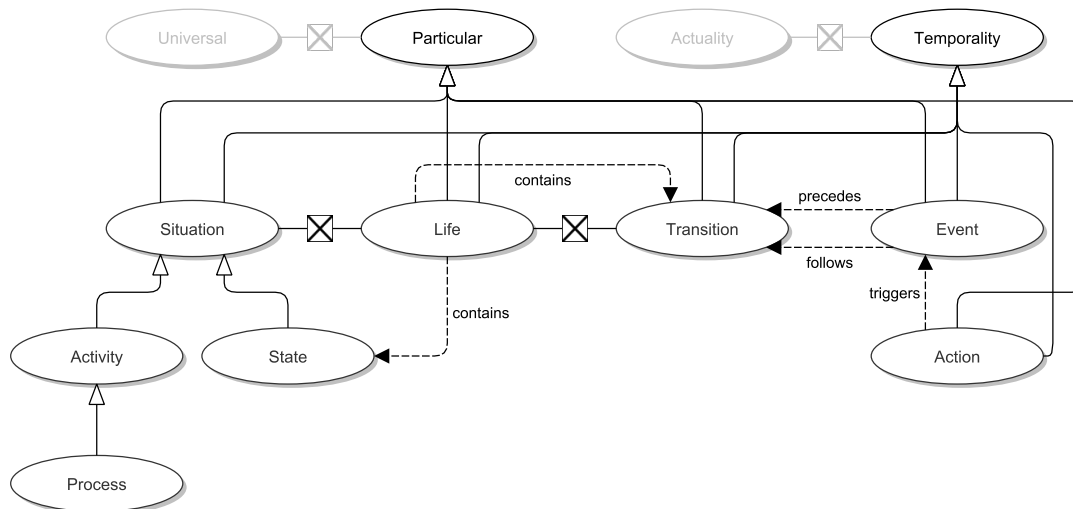 Universal
Particular
Actuality
Temporality
contains
precedes
Situation
Life
Transition
Event
follows
triggers
contains
Activity
State
Action
Process